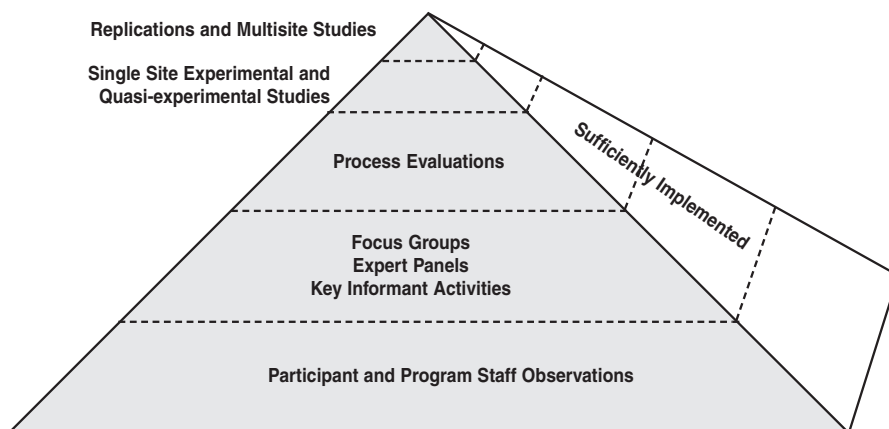 Replications and Multisite Studies
Single Site Experimental and
Quasi-experimental Studies
Process Evaluations
Sufficiently Implemented
Focus Groups
Expert Panels
Key Informant Activities
Participant and Program Staff Observations